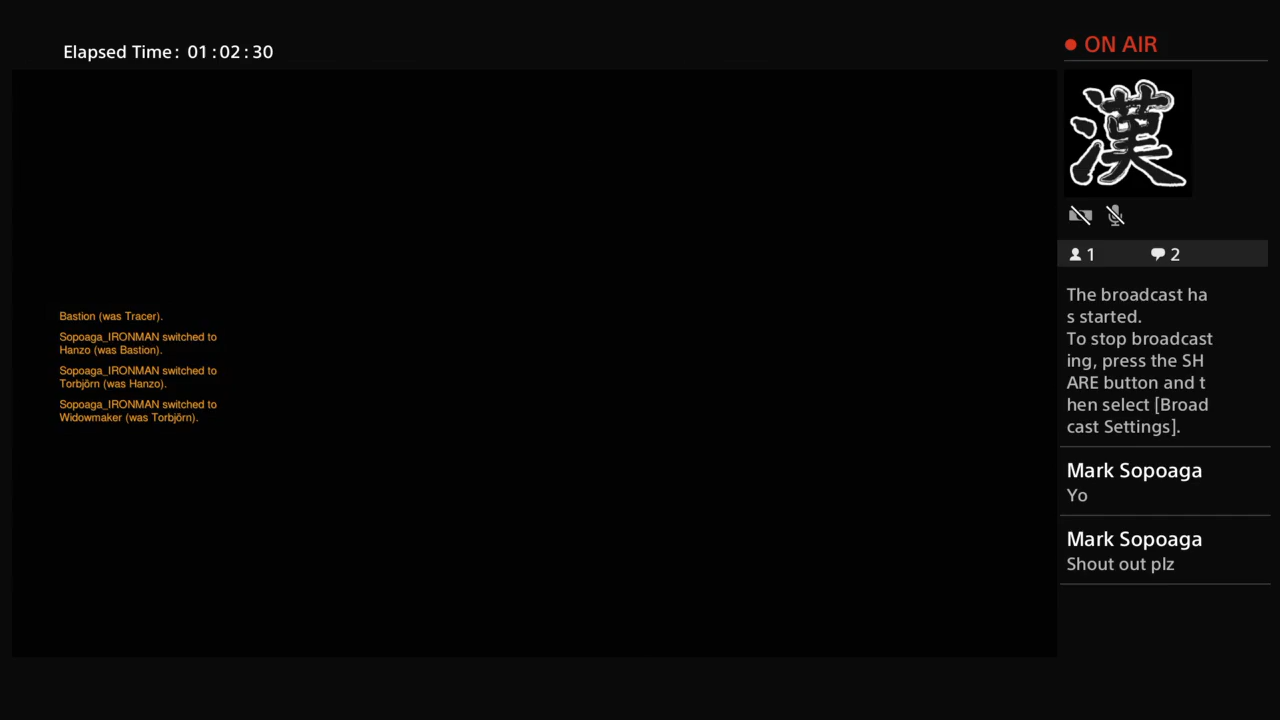 Elapsed Time: 01:02:30
ON AIR
漢
1
2
Bastion (was Tracer).
Sopoaga_IRONMAN switched to
Hanzo (was Bastion).
Sopoaga_IRONMAN switched to
Torbjörn (was Hanzo).
Sopoaga_IRONMAN switched to
Widowmaker (was Torbjörn).
The broadcast ha
s started.
To stop broadcast
ing, press the SH
ARE button and t
hen select [Broad
cast Settings].
Mark Sopoaga
Yo
Mark Sopoaga
Shout out plz